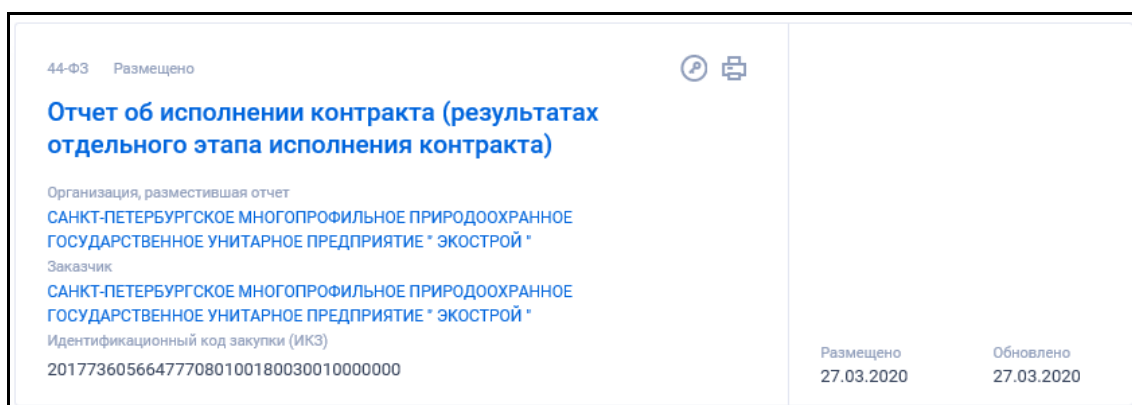 44-ФЗ Размещено
Отчет об исполнении контракта (результатах
отдельного этапа исполнения контракта)
Организация, разместившая отчет
САНКТ-ПЕТЕРБУРГСКОЕ МНОГОПРОФИЛЬНОЕ ПРИРОДООХРАННОЕ
ГОСУДАРСТВЕННОЕ УНИТАРНОЕ ПРЕДПРИЯТИЕ " ЭКОСТРОЙ "
Заказчик
САНКТ-ПЕТЕРБУРГСКОЕ МНОГОПРОФИЛЬНОЕ ПРИРОДООХРАННОЕ
ГОСУДАРСТВЕННОЕ УНИТАРНОЕ ПРЕДПРИЯТИЕ " ЭКОСТРОЙ "
Идентификационный код закупки (ИКЗ)
201773605664777080100180030010000000
Размещено Обновлено
27.03.2020 27.03.2020